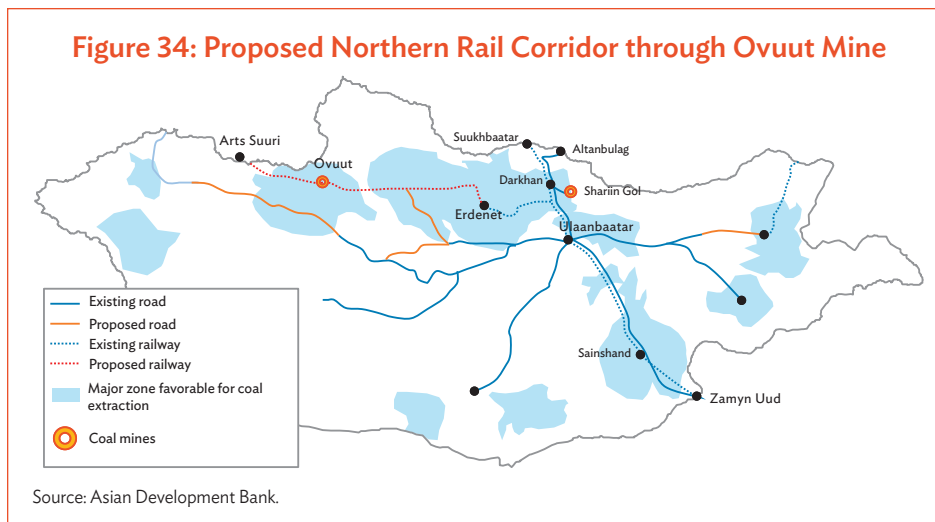 Figure 34: Proposed Northern Rail Corridor through Ovuut Mine
Suukhbaatar
Altanbulag
Arts Suuri
Ovuut
Darkhan
Shariin Gol
Erdenet
Ulaanbaatar
Existing road
Proposed road
Existing railway
Proposed railway
Major zone favorable for coal
extraction
Coal mines
Sainshand
Zamyn Uud
Source: Asian Development Bank.